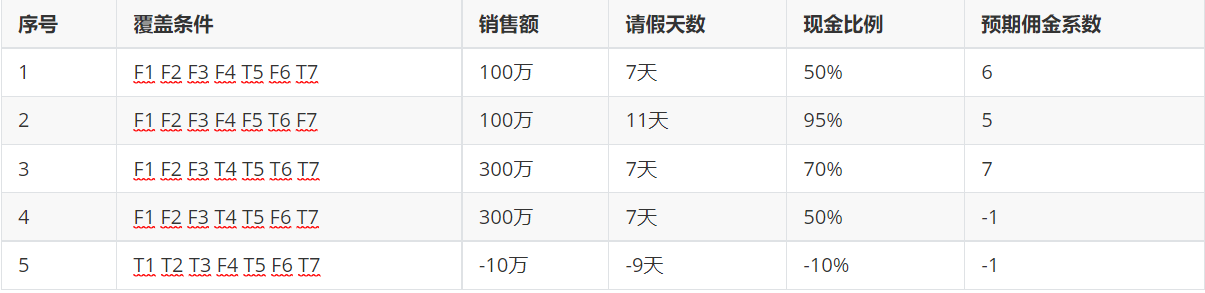 序号 覆盖条件 销售额 请假天数 现金比例 预期佣金系数
1 F1 F2 F3 F4 T5 F6 T7 100万 7天 50% 6
2 F1 F2 F3 F4 F5 T6 F7 100万 11天 95% 5
3 F1 F2 F3 T4 T5 T6 T7 300万 7天 70% 7
4 F1 F2 F3 T4 T5 F6 T7 300万 7天 50% -1
5 T1 T2 T3 F4 T5 F6 T7 -10万 -9天 -10% -1